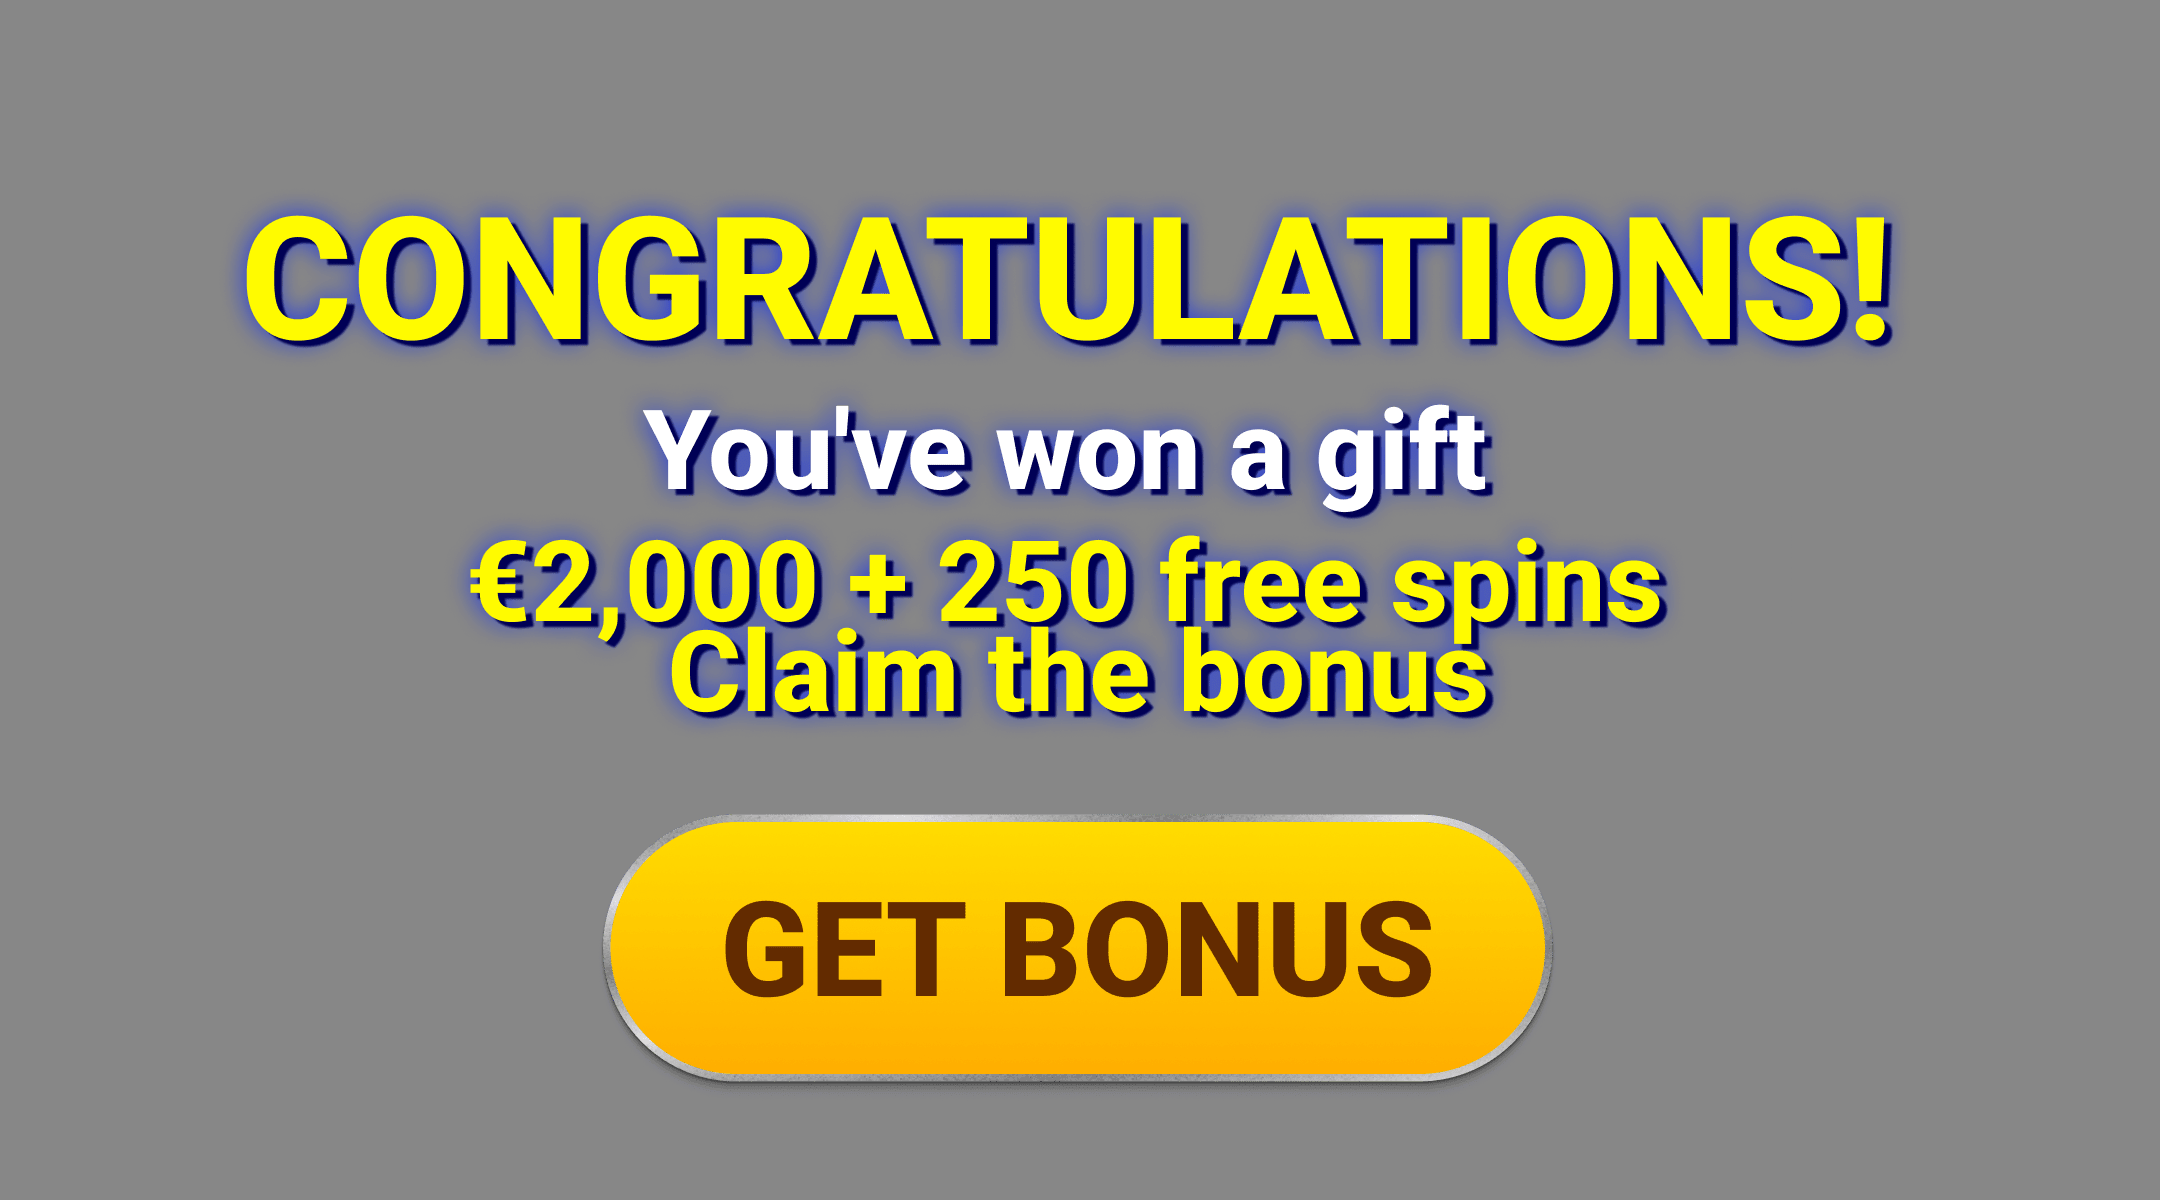 CONGRATULATIONS!
You've won a gift
€2,000 + 250 free spins
Claim the bonus
GET BONUS